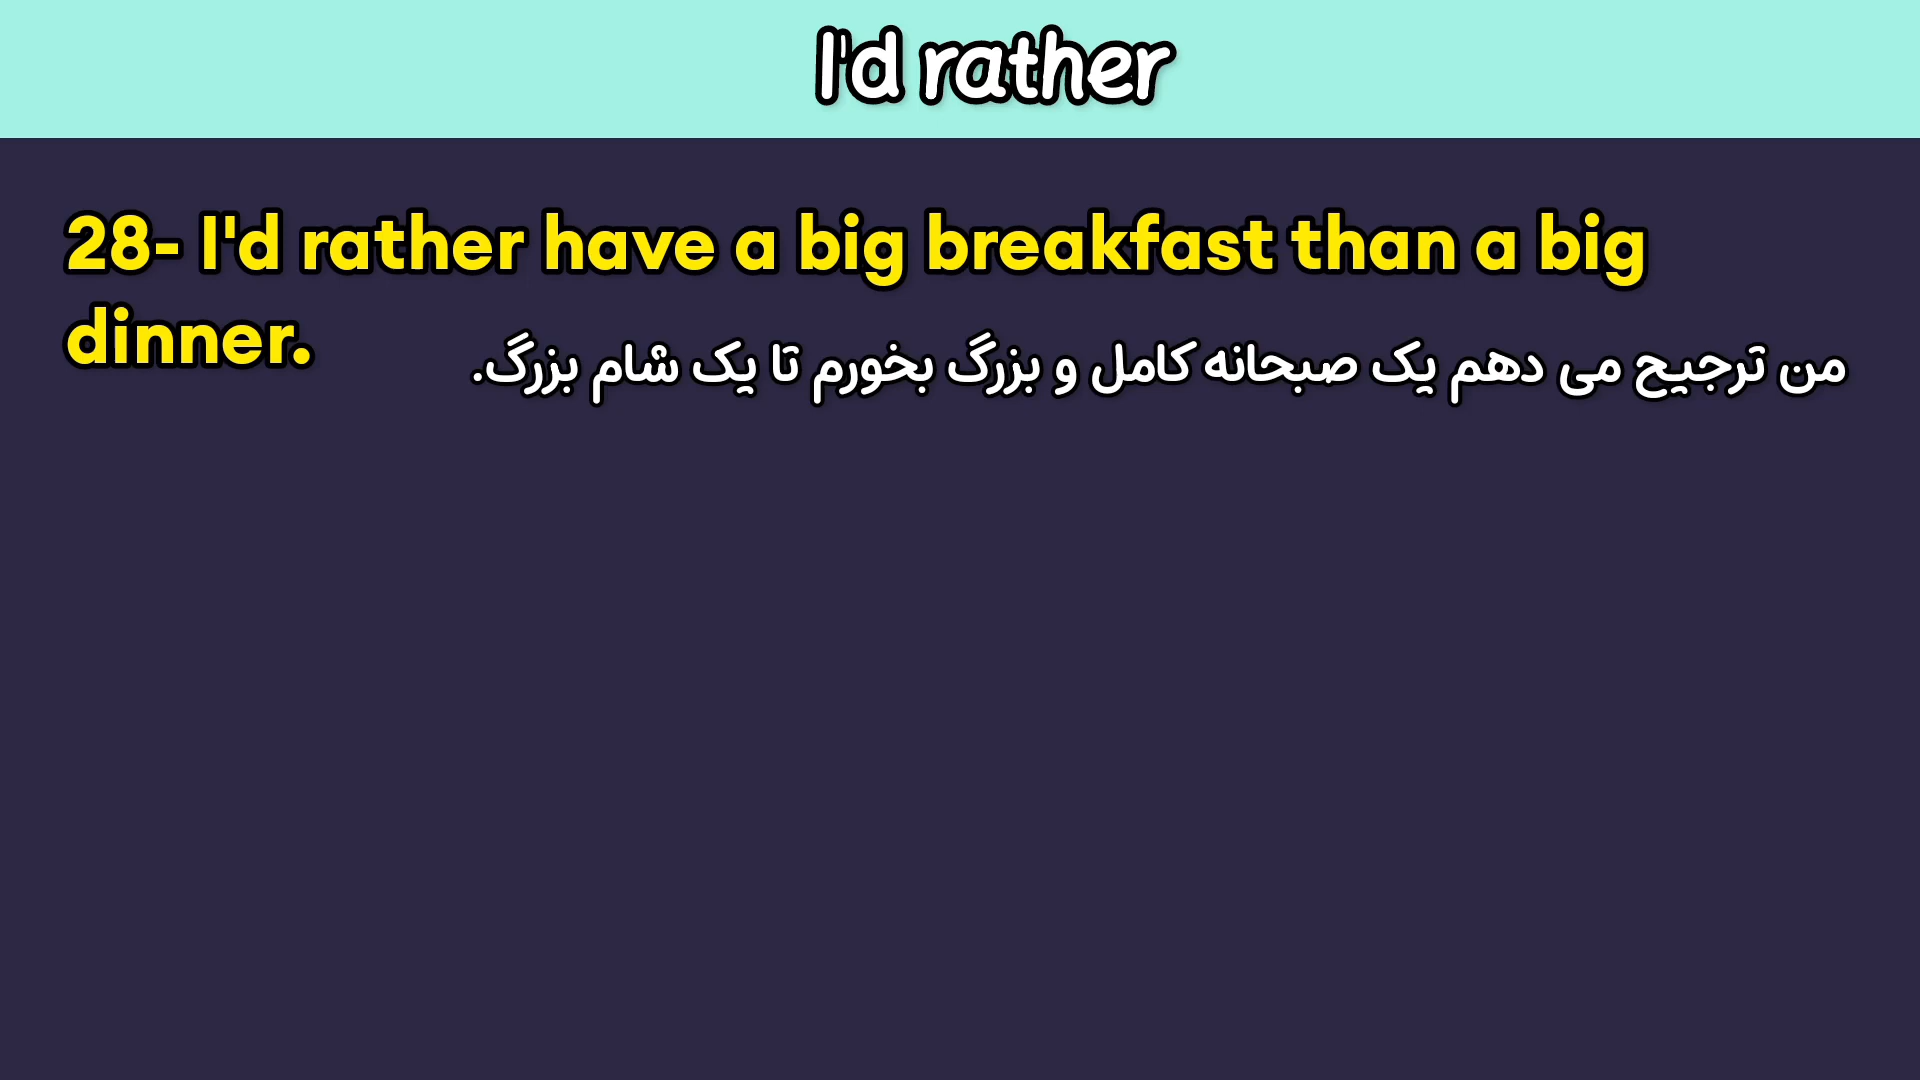 I'd rather
28- I'd rather have a big breakfast than a big
dinner.
من ترجیح می دهم یک صبحانه کامل و بزرگ بخورم تا یک شام بزرگ.